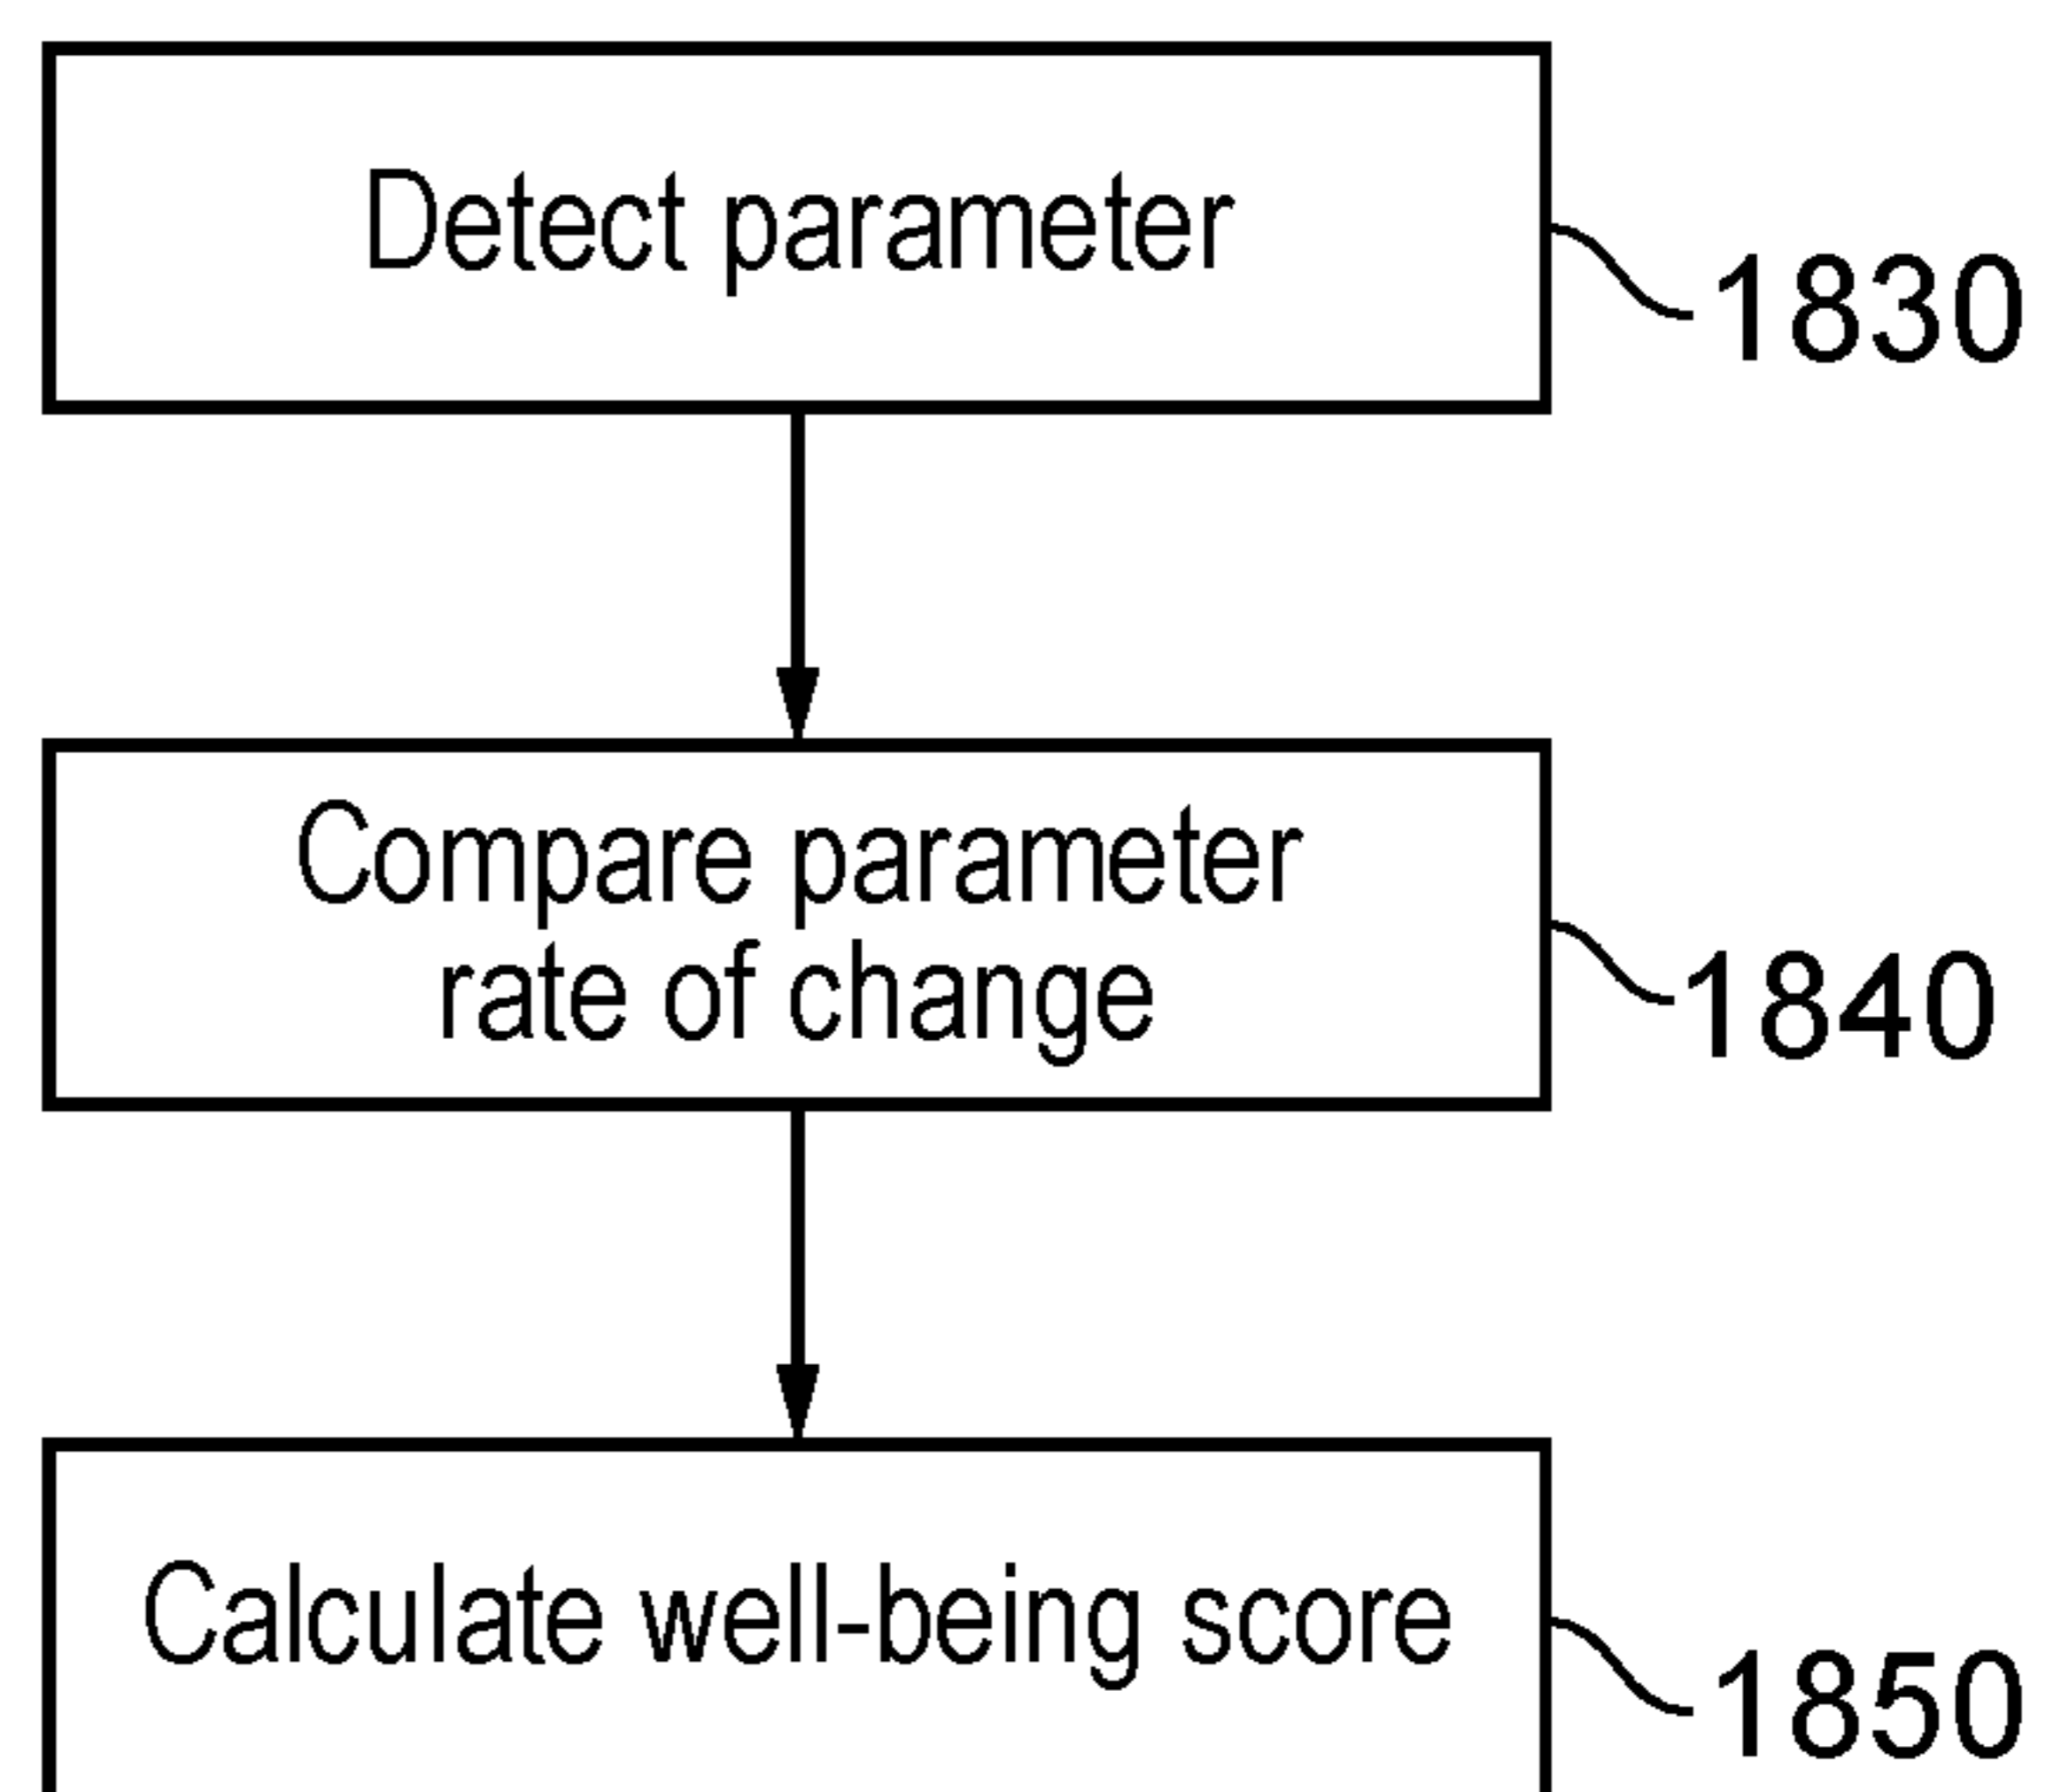 Detect parameter
1830
Compare parameter
rate of change
1840
Calculate well-being score
1850